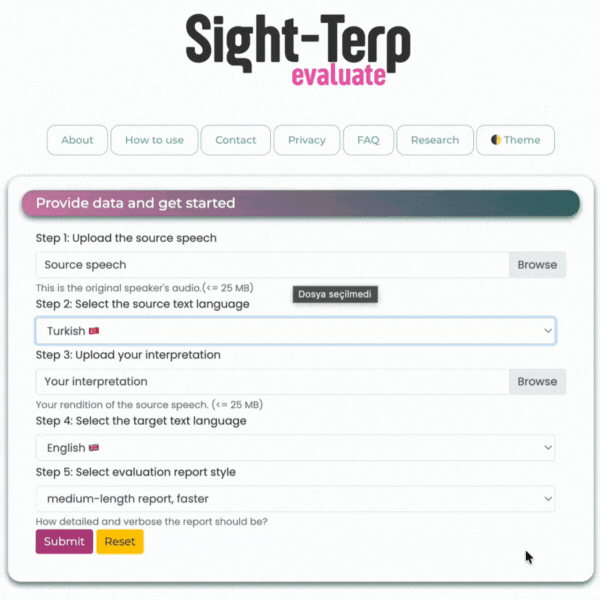 Sight-Terp
evaluate
About How to use Contact Privacy FAQ Research Theme
Provide data and get started
Step 1: Upload the source speech
Source speech Browse
This is the original speaker's audio.(<= 25 MB)
Dosya seçilmedi
Step 2: Select the source text language
Turkish
Step 3: Upload your interpretation
Your interpretation Browse
Your rendition of the source speech. (<= 25 MB)
Step 4: Select the target text language
English
Step 5: Select evaluation report style
medium-length report, faster
How detailed and verbose the report should be?
Submit Reset